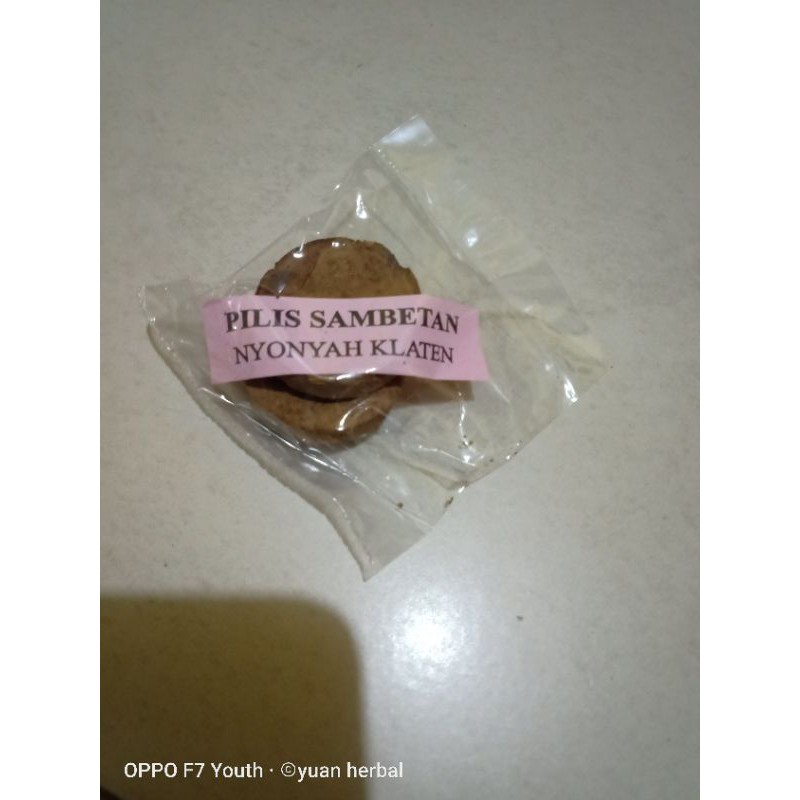 PILIS SAMBETAN
NYONYAH KLATEN
OPPO F7 Youth · ©yuan herbal